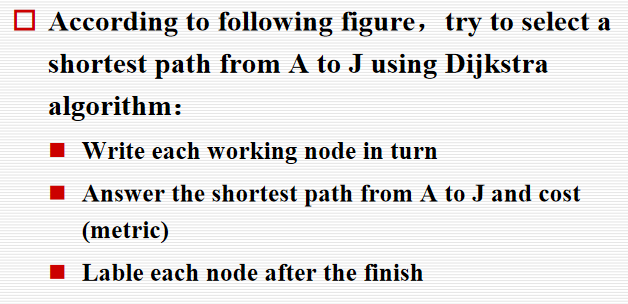 According to following figure，try to select a
shortest path from A to J using Dijkstra
algorithm：
Write each working node in turn
Answer the shortest path from A to J and cost
(metric)
Lable each node after the finish